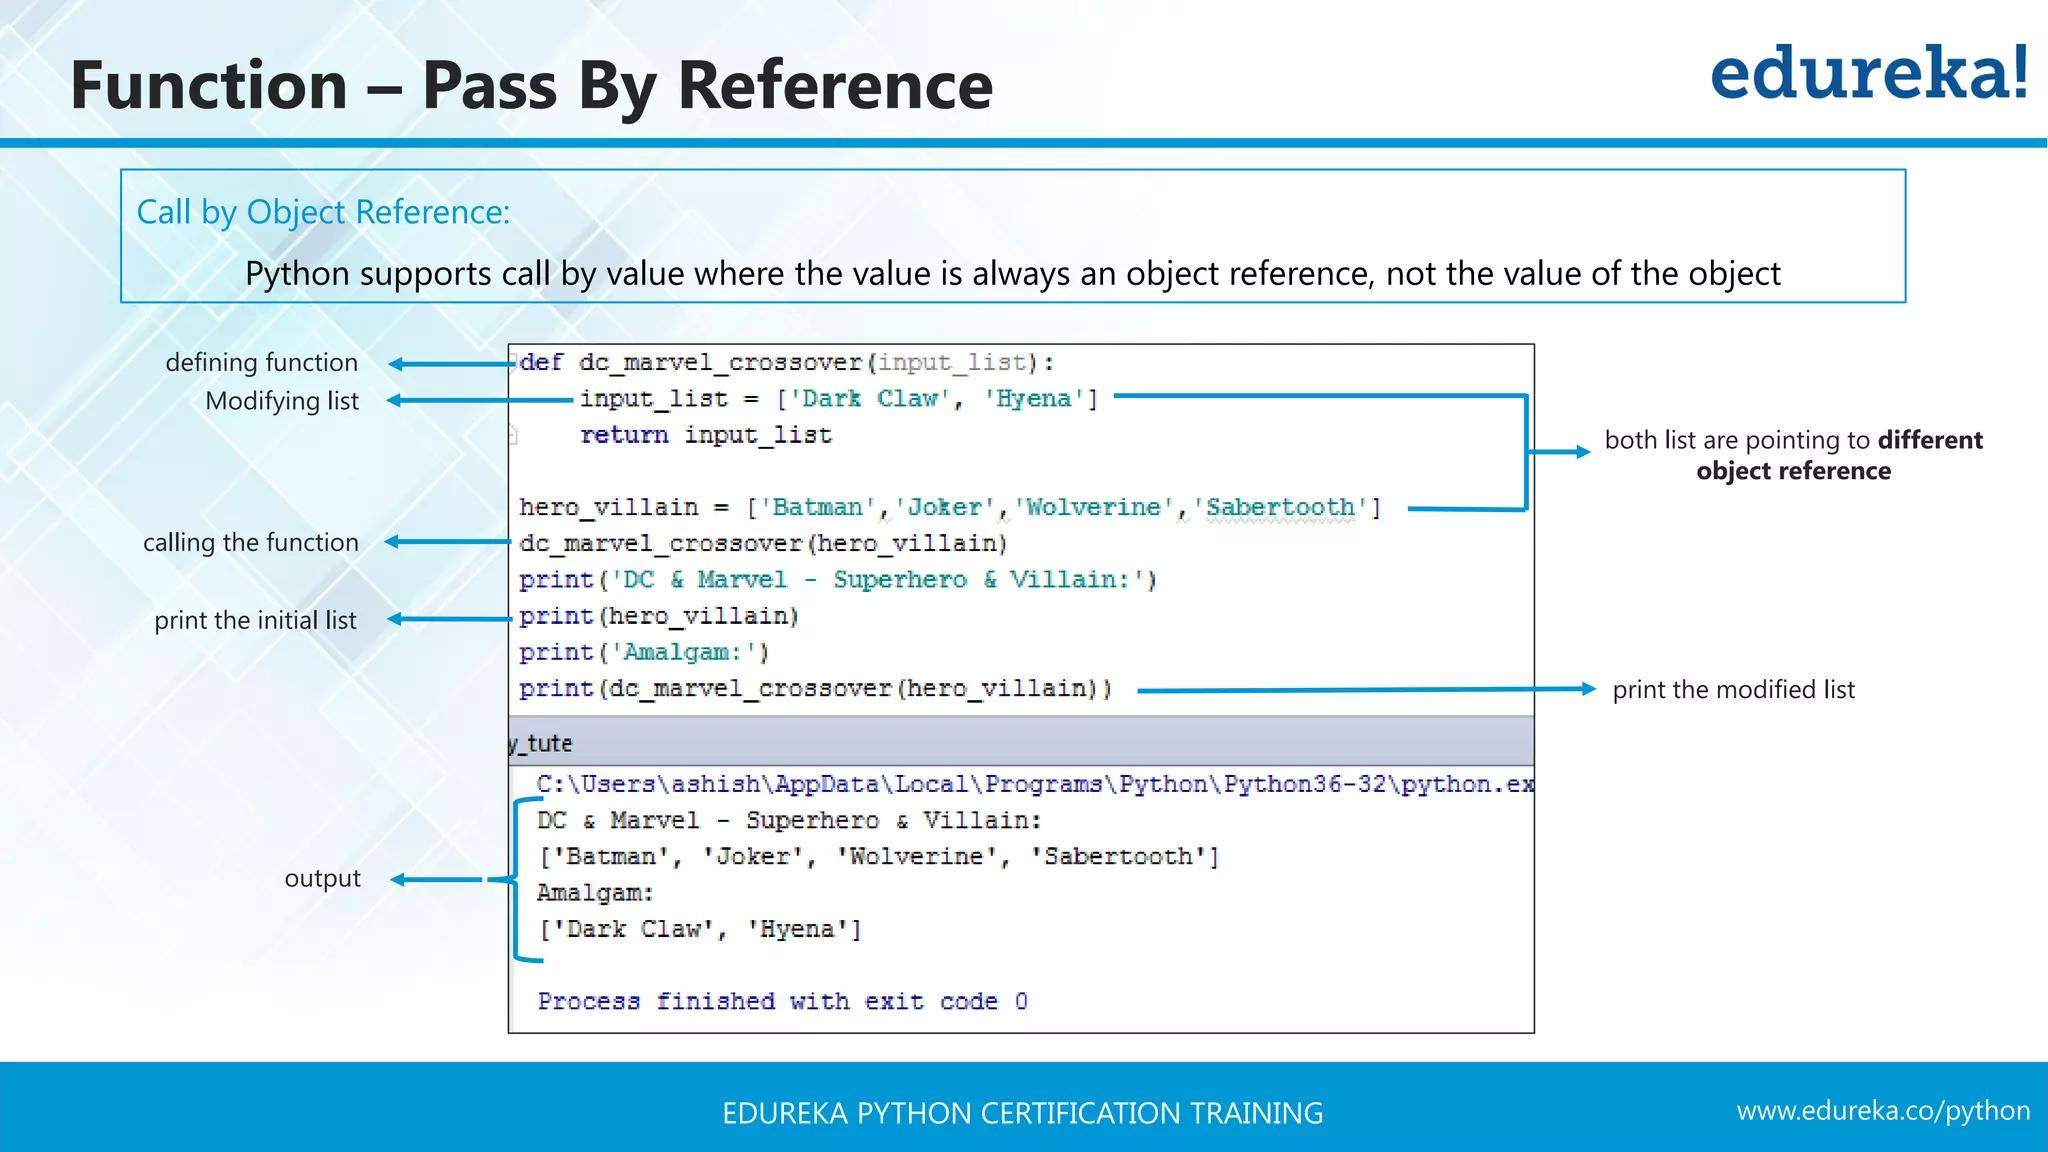 Function – Pass By Reference
edureka!
Call by Object Reference:
Python supports call by value where the value is always an object reference, not the value of the object
defining function
Modifying list
calling the function
print the initial list
output
def dc_marvel_crossover(input_list):
input_list = ['Dark Claw', 'Hyena']
return input_list
hero_villain = ['Batman','Joker','Wolverine','Sabertooth']
dc_marvel_crossover(hero_villain)
print('DC & Marvel - Superhero & Villain:')
print(hero_villain)
print('Amalgam:')
print(dc_marvel_crossover(hero_villain))
y_tute
C:\Users\ashish\AppData\Local\Programs\Python\Python36-32\python.ex
DC & Marvel - Superhero & Villain:
['Batman', 'Joker', 'Wolverine', 'Sabertooth']
Amalgam:
['Dark Claw', 'Hyena']
Process finished with exit code 0
both list are pointing to different
object reference
print the modified list
EDUREKA PYTHON CERTIFICATION TRAINING
www.edureka.co/python